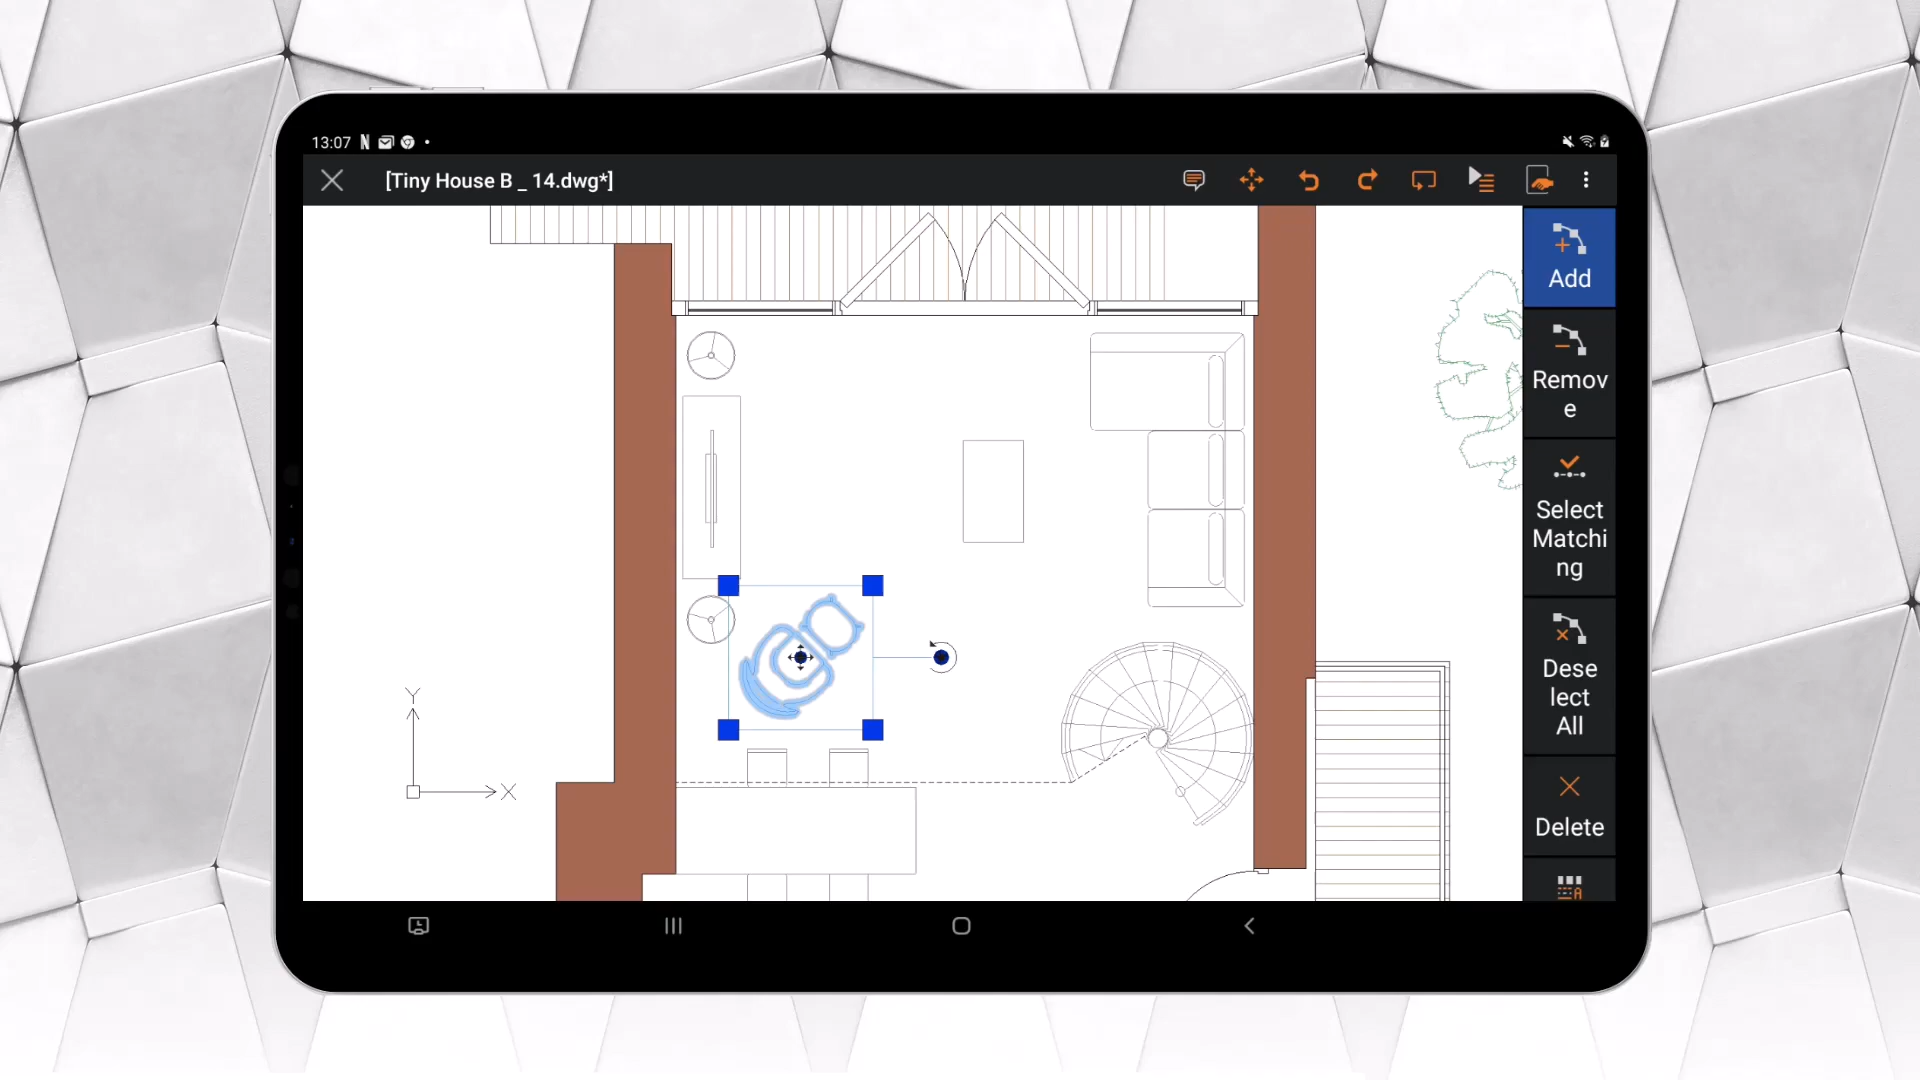 13:07
[Tiny House B _ 14.dwg*]
Add
Remov
e
Select
Matchi
ng
Dese
lect
All
Delete
Y
X